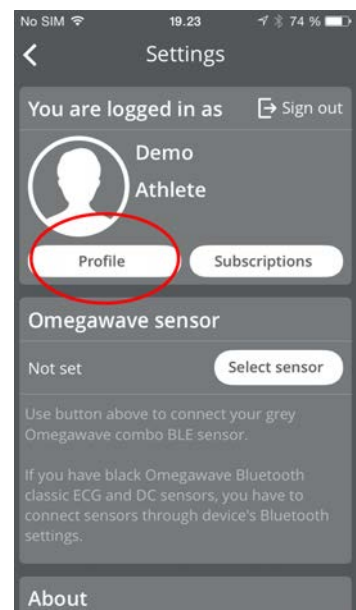 No SIM 19.23 74 %
Settings
You are logged in as Sign out
Demo
Athlete
Profile Subscriptions
Omegawave sensor
Not set Select sensor
Use button above to connect your grey
Omegawave combo BLE sensor.
If you have black Omegawave Bluetooth
classic ECG and DC sensors, you have to
connect sensors through device's Bluetooth
settings.
About